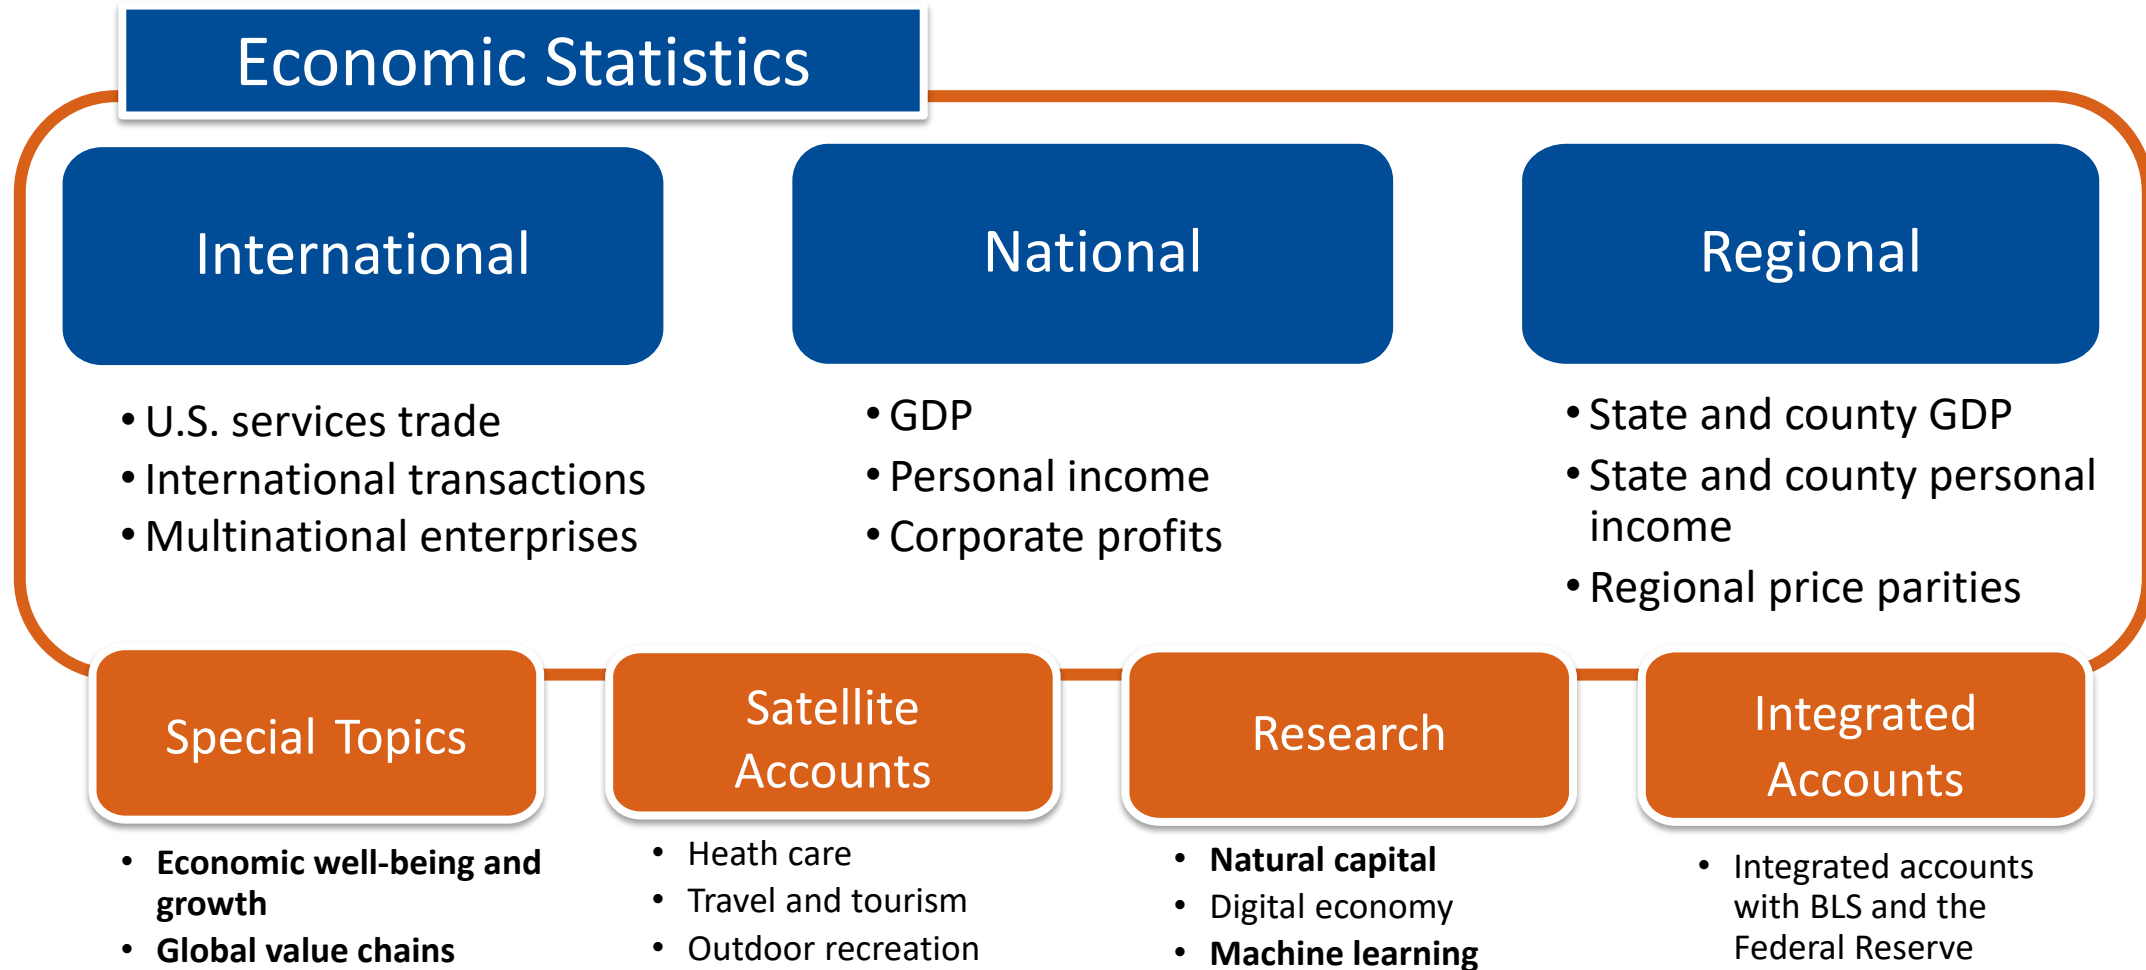 Economic Statistics
International
• U.S. services trade
• International transactions
• Multinational enterprises
National
• GDP
• Personal income
• Corporate profits
Regional
• State and county GDP
• State and county personal
income
• Regional price parities
Special Topics
• Economic well-being and
growth
• Global value chains
Satellite
Accounts
• Heath care
• Travel and tourism
• Outdoor recreation
Research
• Natural capital
• Digital economy
• Machine learning
Integrated
Accounts
• Integrated accounts
with BLS and the
Federal Reserve